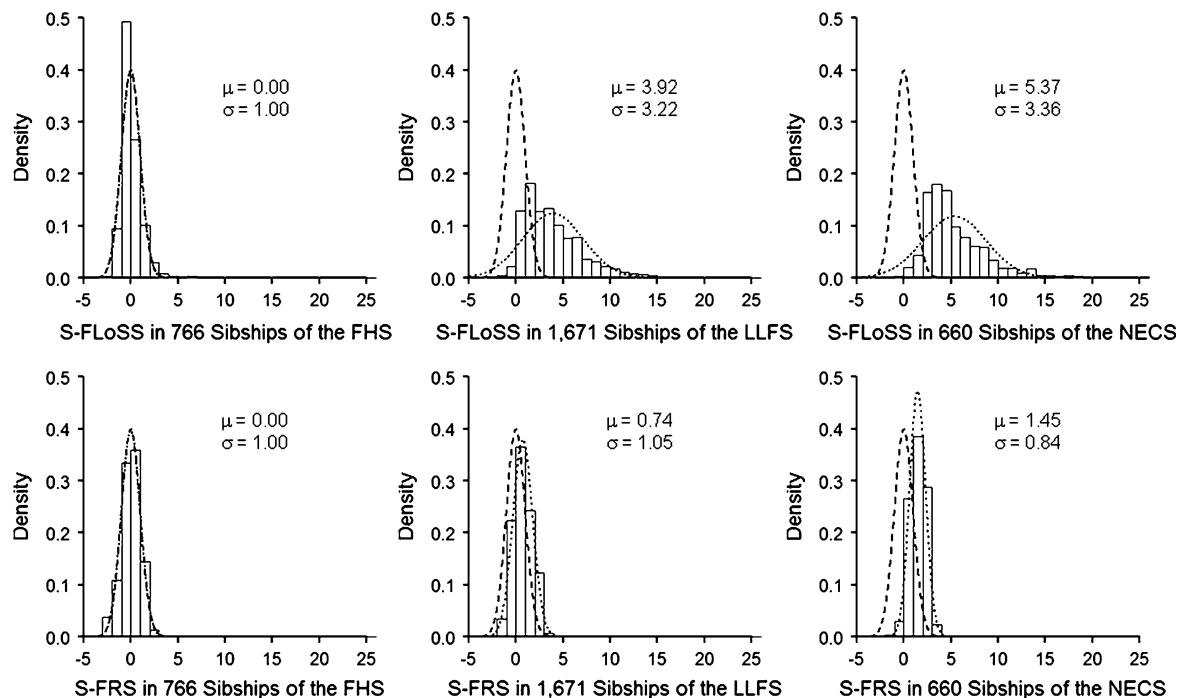 0.5
0.4
0.3
0.2
0.1
0.0
Density
μ = 0.00
σ = 1.00
-5 0 5 10 15 20 25
S-FLoSS in 766 Sibships of the FHS
0.5
0.4
0.3
0.2
0.1
0.0
Density
μ = 3.92
σ = 3.22
-5 0 5 10 15 20 25
S-FLoSS in 1,671 Sibships of the LLFS
0.5
0.4
0.3
0.2
0.1
0.0
Density
μ = 5.37
σ = 3.36
-5 0 5 10 15 20 25
S-FLoSS in 660 Sibships of the NECS
0.5
0.4
0.3
0.2
0.1
0.0
Density
μ = 0.00
σ = 1.00
-5 0 5 10 15 20 25
S-FRS in 766 Sibships of the FHS
0.5
0.4
0.3
0.2
0.1
0.0
Density
μ = 0.74
σ = 1.05
-5 0 5 10 15 20 25
S-FRS in 1,671 Sibships of the LLFS
0.5
0.4
0.3
0.2
0.1
0.0
Density
μ = 1.45
σ = 0.84
-5 0 5 10 15 20 25
S-FRS in 660 Sibships of the NECS